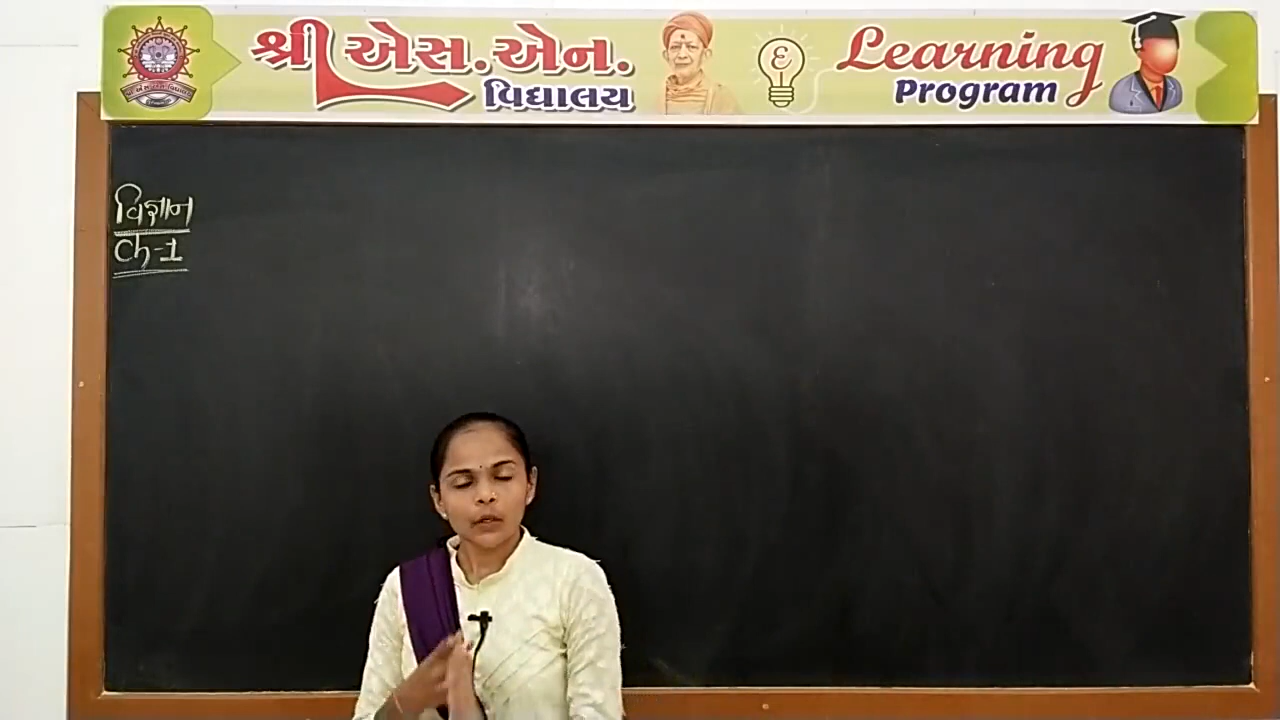 શ્રી એસ.એન.
વિદ્યાલય
Learning
Program
વિજ્ઞાન
Ch-1